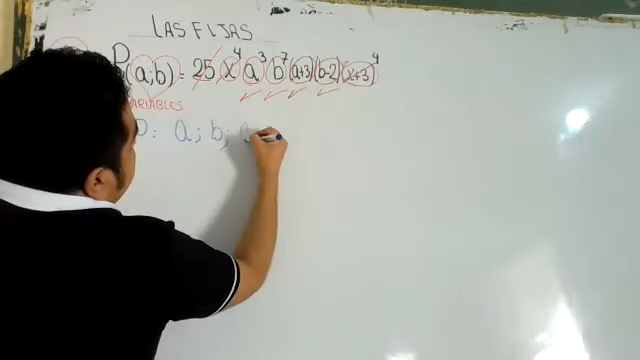 LAS FIJAS
P(a;b) = 25 x⁴ a³ b⁷ (a+3) (b-2) (x+3)⁴
VARIABLES
: a ; b ; a